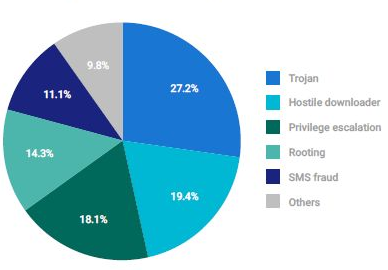 9.8%
27.2%
11.1%
14.3%
19.4%
18.1%
Trojan
Hostile downloader
Privilege escalation
Rooting
SMS fraud
Others